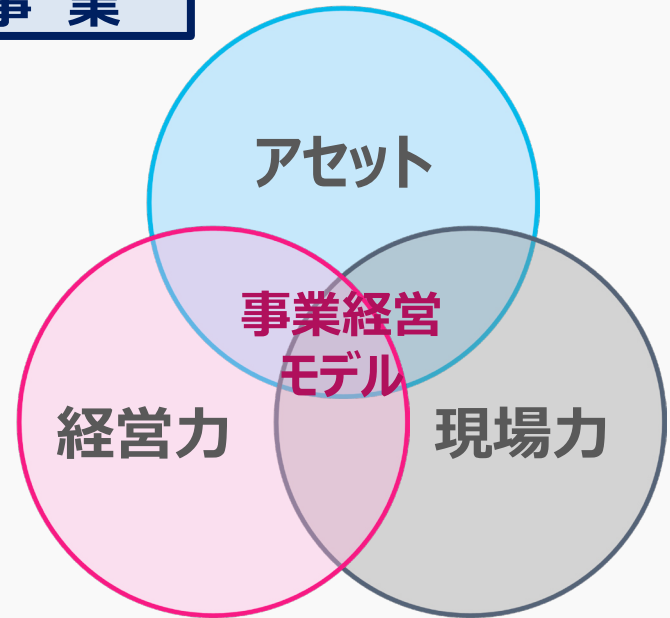 事 業
アセット
事業経営
モデル
経営力
現場力